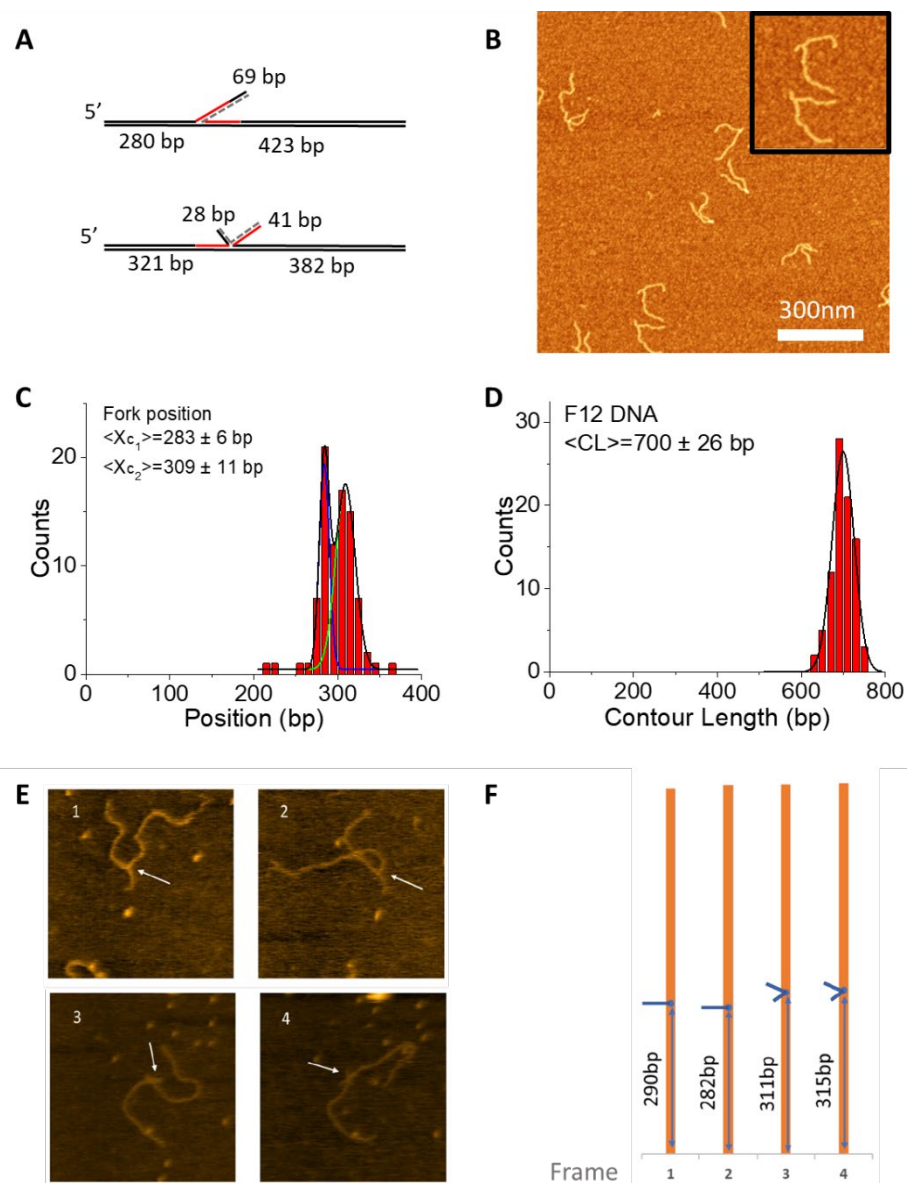 A
69 bp
5’
280 bp
423 bp
28 bp
41 bp
5’
321 bp
382 bp
B
300nm
C
Fork position
<Xc1>=283 ± 6 bp
<Xc2>=309 ± 11 bp
20
10
0
Counts
0 100 200 300 400
Position (bp)
D
F12 DNA
<CL>=700 ± 26 bp
30
20
10
0
Counts
0 200 400 600 800
Contour Length (bp)
E
1
2
3
4
F
290bp
282bp
311bp
315bp
Frame 1 2 3 4